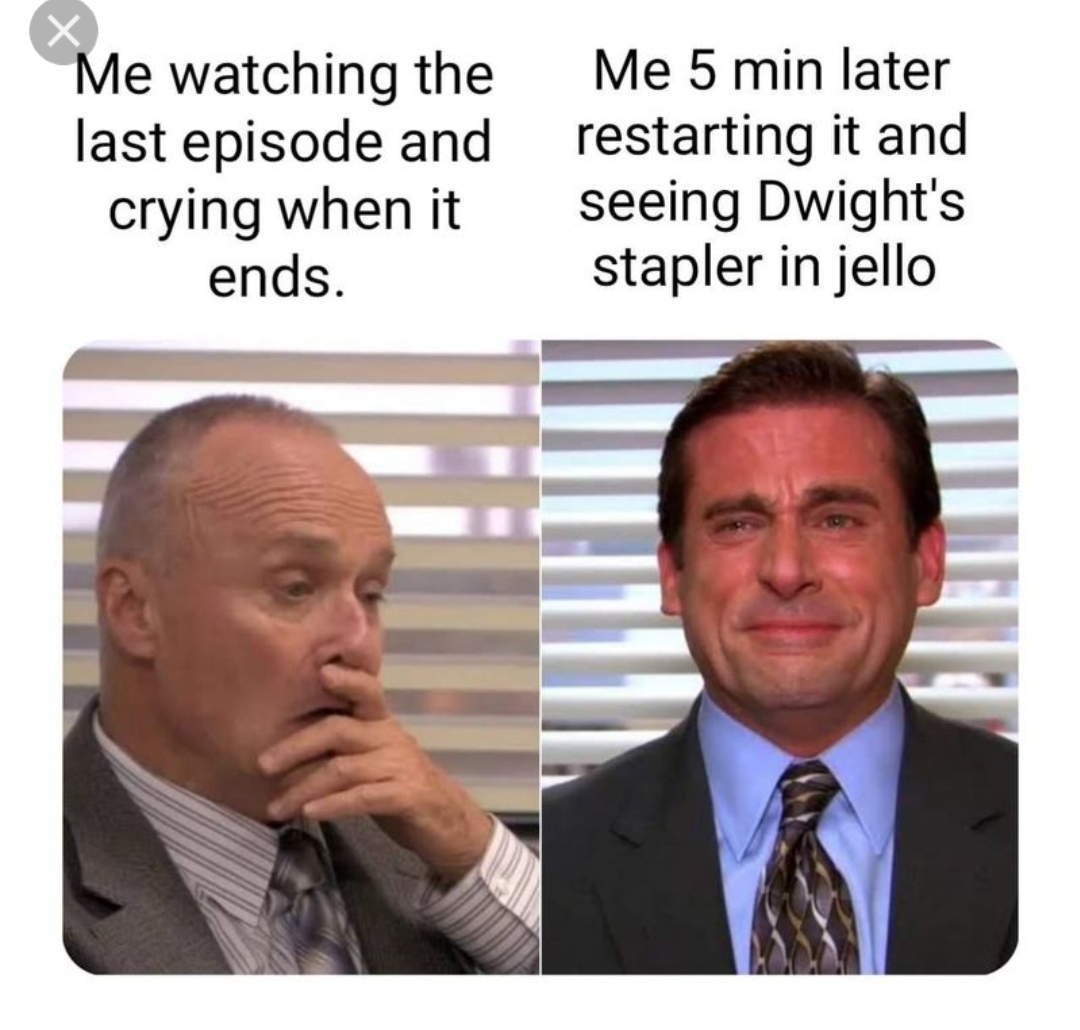 Me watching the
last episode and
crying when it
ends.
Me 5 min later
restarting it and
seeing Dwight's
stapler in jello